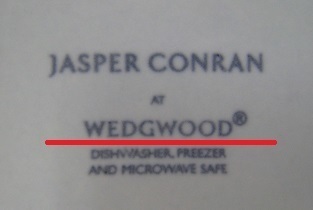 JASPER CONRAN
AT
WEDGWOOD®
DISHWASHER, FREEZER
AND MICROWAVE SAFE